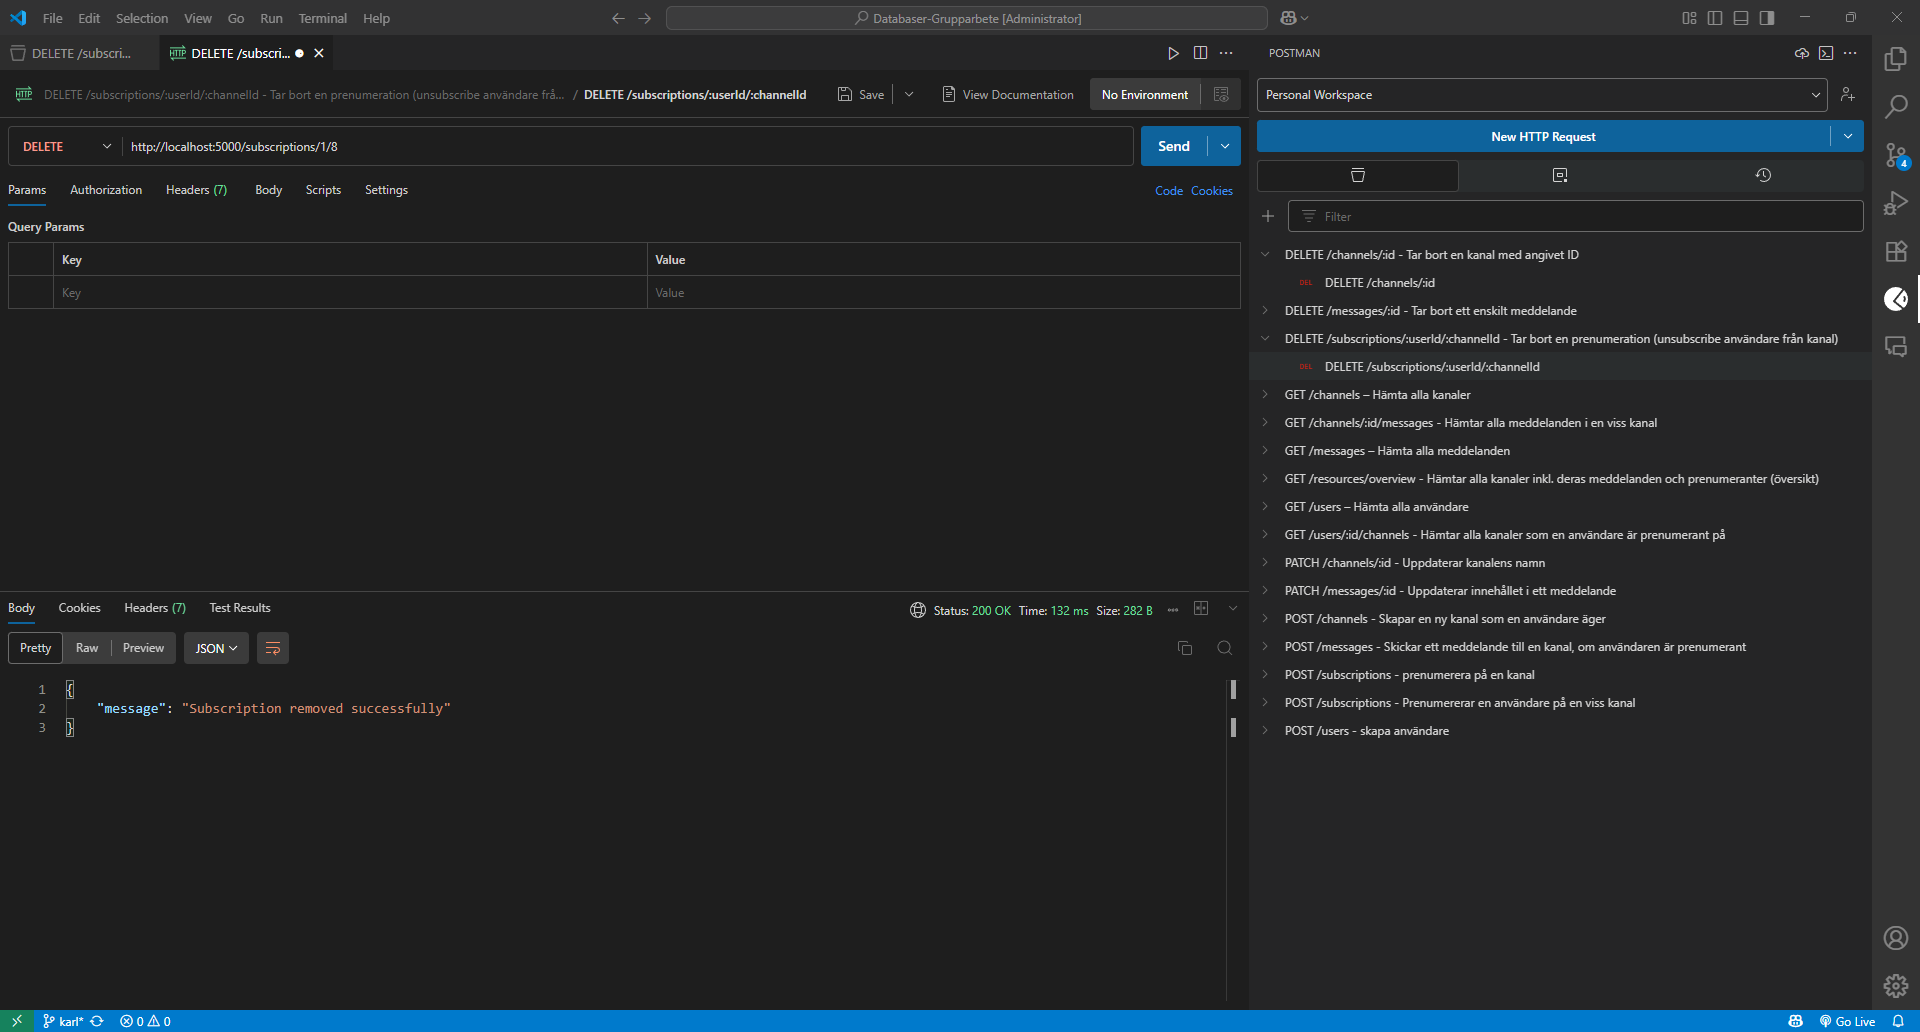 File Edit Selection View Go Run Terminal Help
Databaser-Grupparbete [Administrator]
DELETE /subscri...
DELETE /subscri...
DELETE /subscriptions/:userId/:channelId - Tar bort en prenumeration (unsubscribe användare frå... / DELETE /subscriptions/:userId/:channelId
Save
View Documentation
No Environment
DELETE
http://localhost:5000/subscriptions/1/8
Send
Params Authorization Headers (7) Body Scripts Settings
Code Cookies
Query Params
Key Value
Key Value
Body Cookies Headers (7) Test Results
Status: 200 OK Time: 132 ms Size: 282 B
Pretty Raw Preview JSON
1 {
2 "message": "Subscription removed successfully"
3 }
POSTMAN
Personal Workspace
New HTTP Request
Filter
DELETE /channels/:id - Tar bort en kanal med angivet ID
DEL DELETE /channels/:id
DELETE /messages/:id - Tar bort ett enskilt meddelande
DELETE /subscriptions/:userId/:channelId - Tar bort en prenumeration (unsubscribe användare från kanal)
DEL DELETE /subscriptions/:userId/:channelId
GET /channels – Hämta alla kanaler
GET /channels/:id/messages - Hämtar alla meddelanden i en viss kanal
GET /messages – Hämta alla meddelanden
GET /resources/overview - Hämtar alla kanaler inkl. deras meddelanden och prenumeranter (översikt)
GET /users – Hämta alla användare
GET /users/:id/channels - Hämtar alla kanaler som en användare är prenumerant på
PATCH /channels/:id - Uppdaterar kanalens namn
PATCH /messages/:id - Uppdaterar innehållet i ett meddelande
POST /channels - Skapar en ny kanal som en användare äger
POST /messages - Skickar ett meddelande till en kanal, om användaren är prenumerant
POST /subscriptions - prenumerera på en kanal
POST /subscriptions - Prenumererar en användare på en viss kanal
POST /users - skapa användare
4
karl* 0 0
Go Live